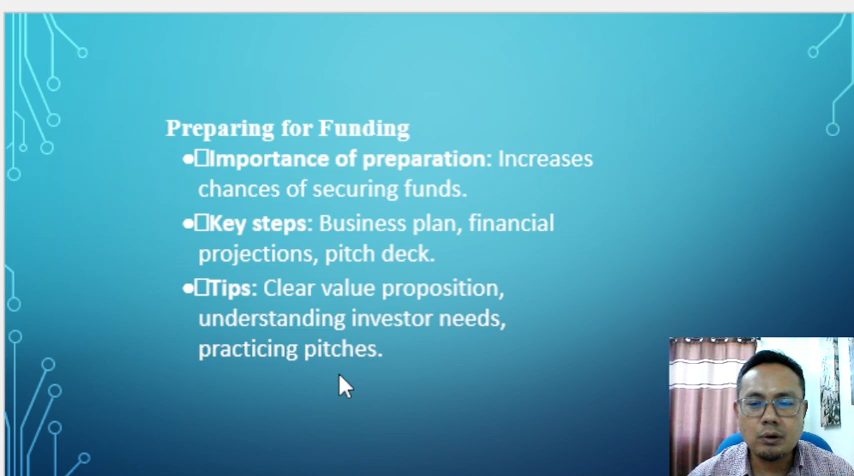 Preparing for Funding
●□Importance of preparation: Increases
chances of securing funds.
●□Key steps: Business plan, financial
projections, pitch deck.
●□Tips: Clear value proposition,
understanding investor needs,
practicing pitches.